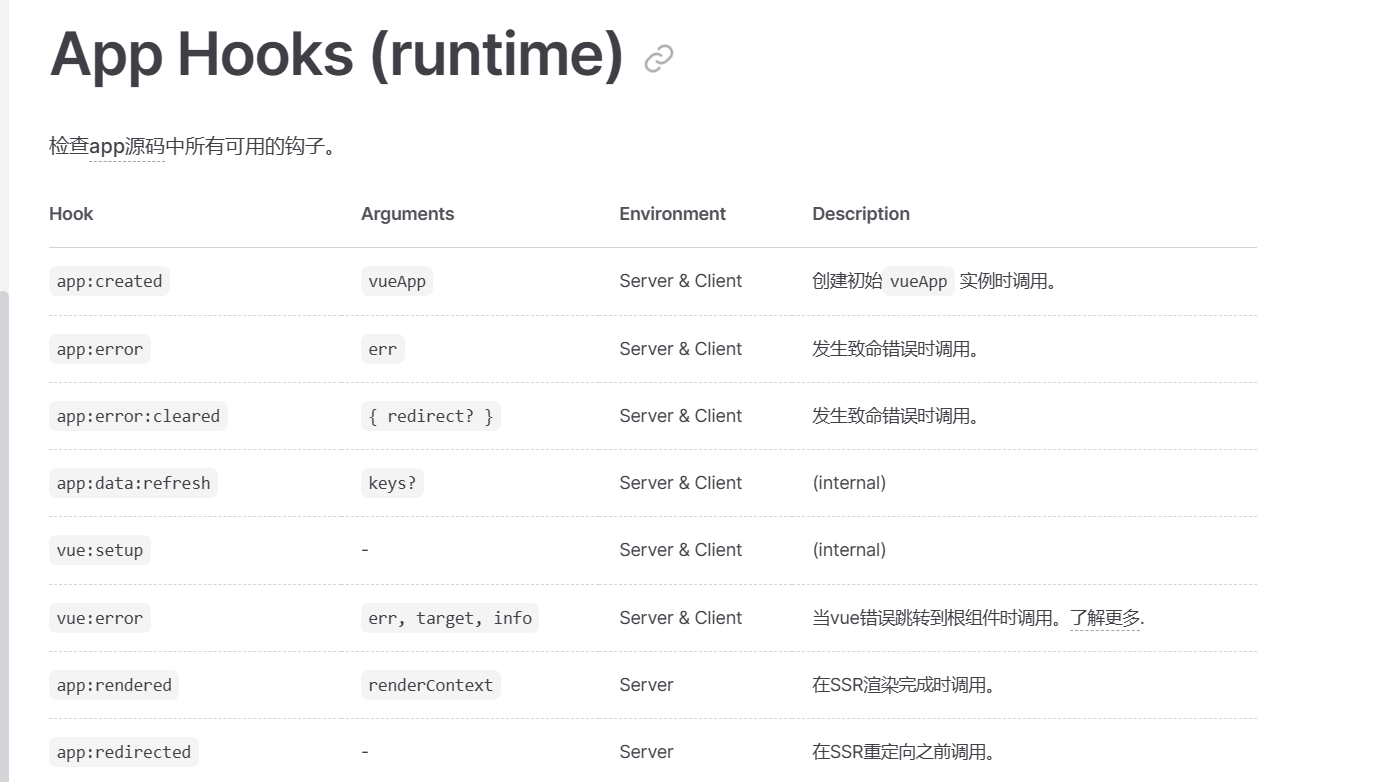 App Hooks (runtime)
检查app源码中所有可用的钩子。
Hook Arguments Environment Description
app:created vueApp Server & Client 创建初始 vueApp 实例时调用。
app:error err Server & Client 发生致命错误时调用。
app:error:cleared { redirect? } Server & Client 发生致命错误时调用。
app:data:refresh keys? Server & Client (internal)
vue:setup - Server & Client (internal)
vue:error err, target, info Server & Client 当vue错误跳转到根组件时调用。了解更多.
app:rendered renderContext Server 在SSR渲染完成时调用。
app:redirected - Server 在SSR重定向之前调用。